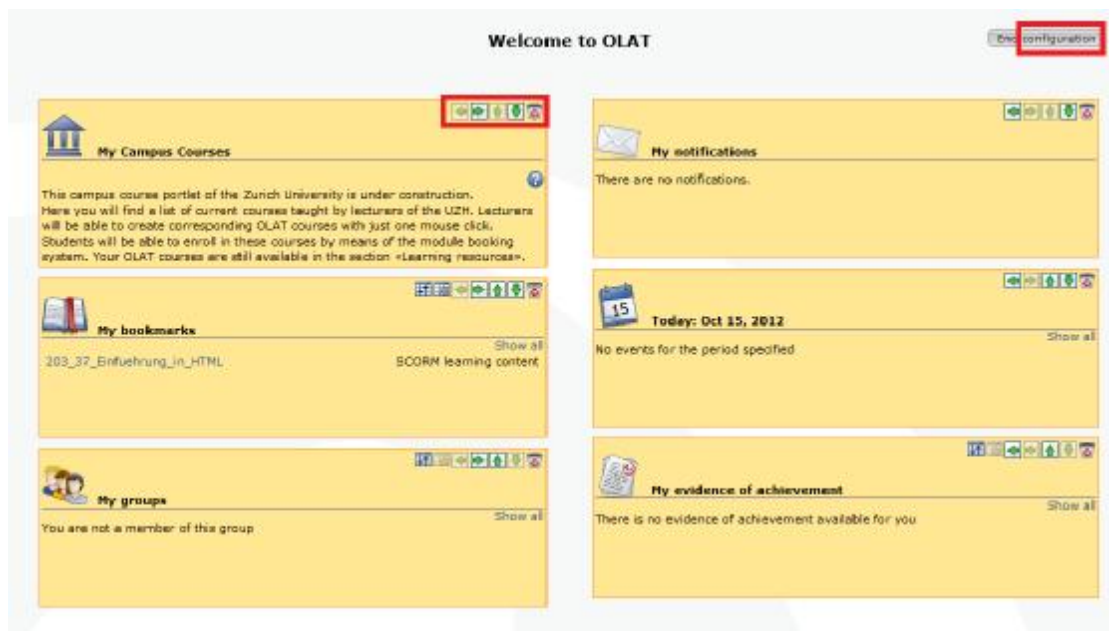 Welcome to OLAT
End configuration
My Campus Courses
This campus course portlet of the Zurich University is under construction.
Here you will find a list of current courses taught by lecturers of the UZH. Lecturers
will be able to create corresponding OLAT courses with just one mouse click.
Students will be able to enroll in these courses by means of the module booking
system. Your OLAT courses are still available in the section «Learning resources».
My notifications
There are no notifications.
My bookmarks
Show all
203_37_Einfuehrung_in_HTML SCORM learning content
15
Today: Oct 15, 2012
Show all
No events for the period specified
My groups
Show all
You are not a member of this group
My evidence of achievement
Show all
There is no evidence of achievement available for you